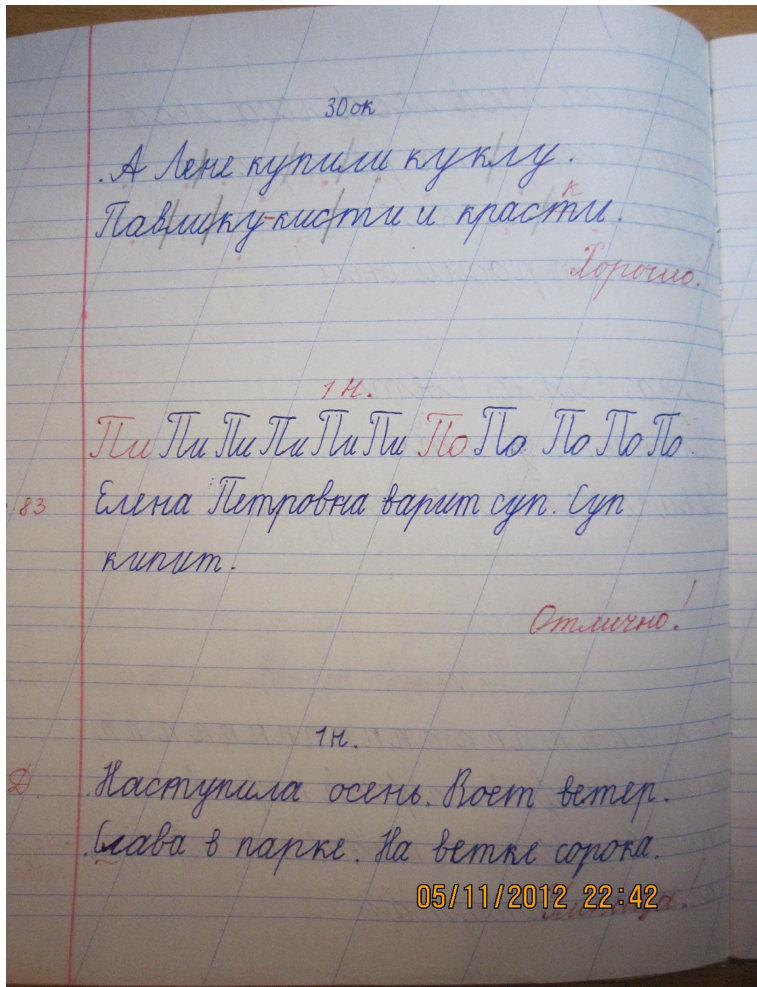 30 ок
.А Лене купили куклу.
Павлику-кисти и красти.
к
Хорошо!
1 Н.
Пи Пи Пи Пи Пи Пи По По По По По
83 Елена Петровна варит суп. Суп
кипит.
Отлично!
1 Н.
Д. Наступила осень. Воет ветер.
.Слава в парке. На ветке сорока.
05/11/2012 22:42